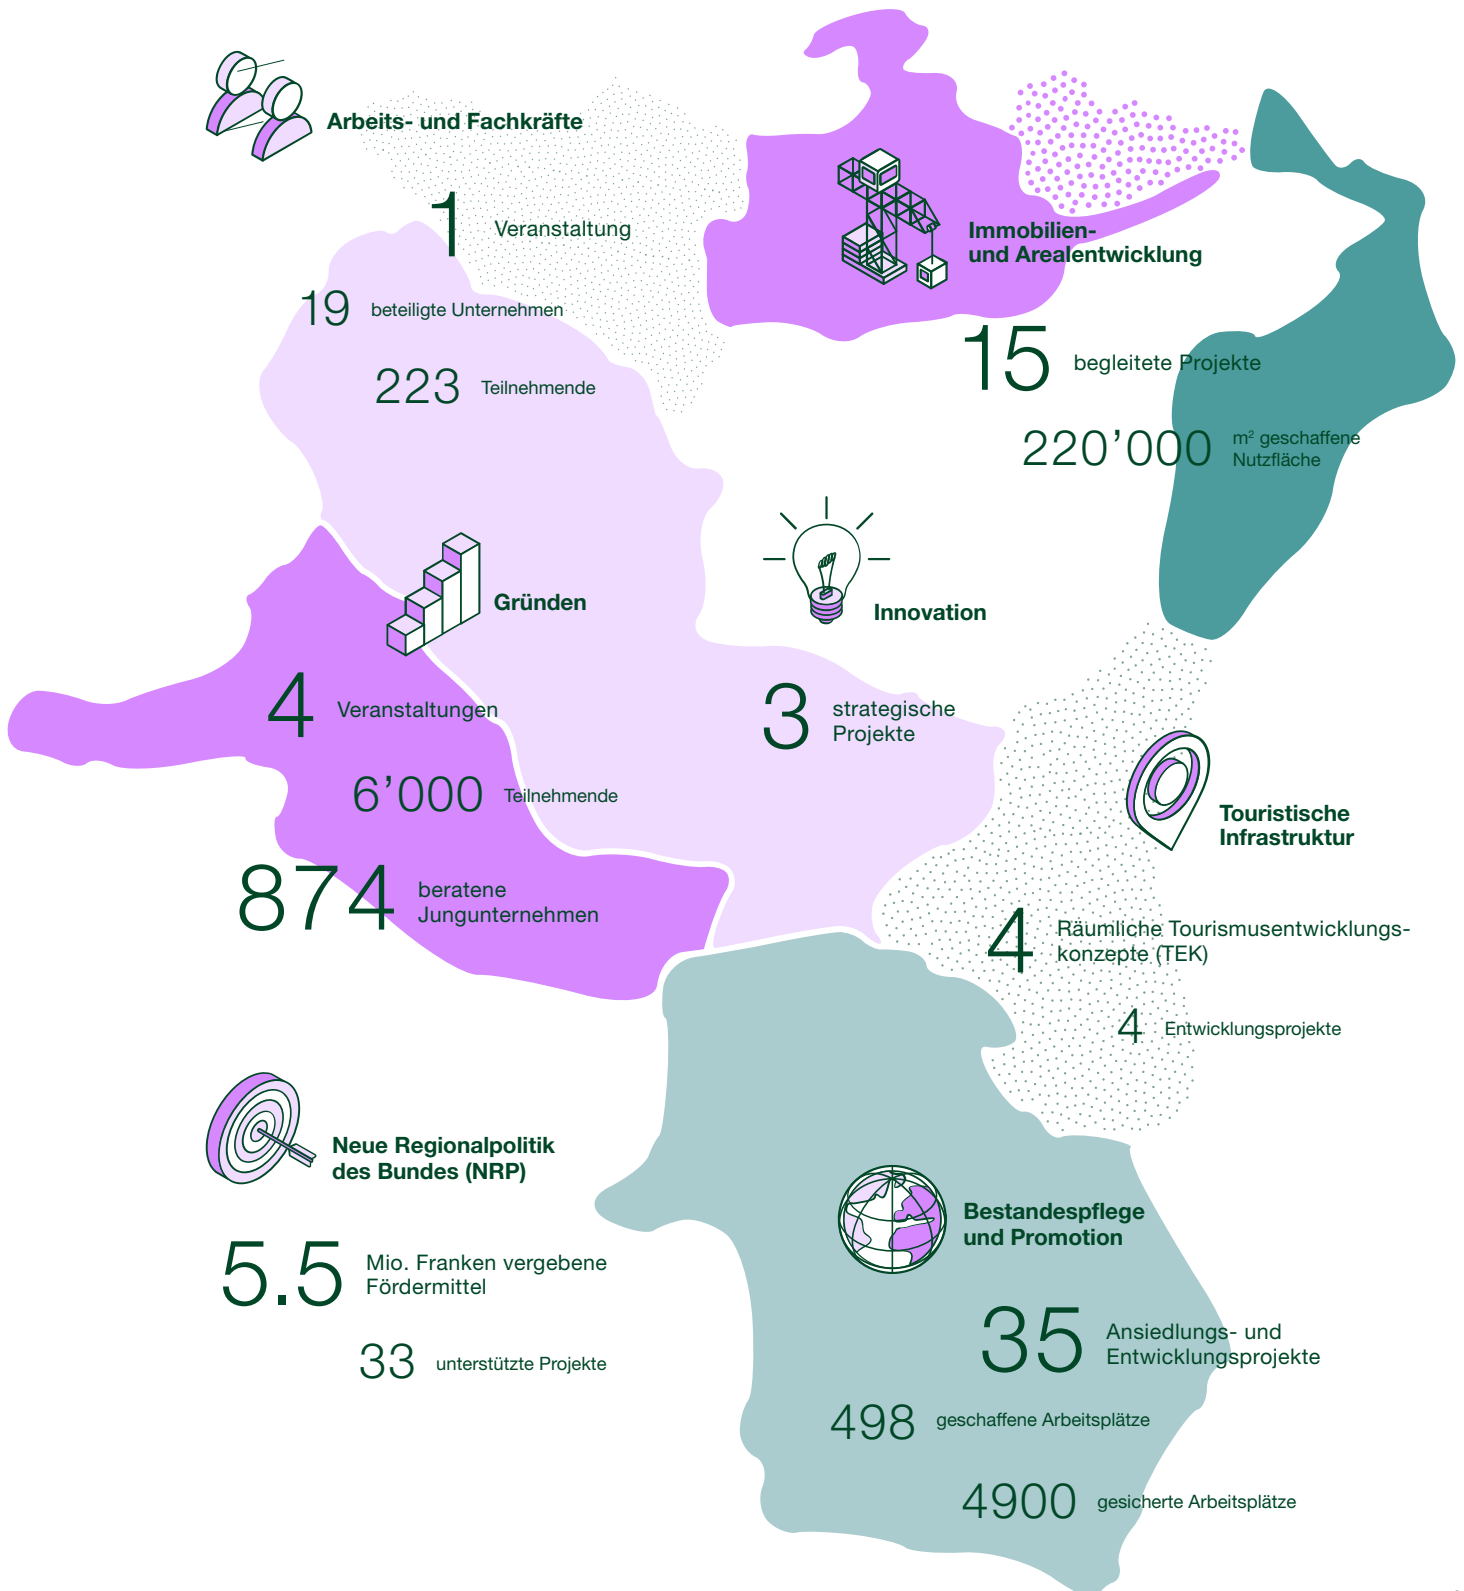 Arbeits- und Fachkräfte
1 Veranstaltung
19 beteiligte Unternehmen
223 Teilnehmende
Immobilien-
und Arealentwicklung
15 begleitete Projekte
220’000 m² geschaffene
Nutzfläche
Gründen
4 Veranstaltungen
6’000 Teilnehmende
874 beratene
Jungunternehmen
Innovation
3 strategische
Projekte
Touristische
Infrastruktur
4 Räumliche Tourismusentwicklungs-
konzepte (TEK)
4 Entwicklungsprojekte
Neue Regionalpolitik
des Bundes (NRP)
5.5 Mio. Franken vergebene
Fördermittel
33 unterstützte Projekte
Bestandespflege
und Promotion
35 Ansiedlungs- und
Entwicklungsprojekte
498 geschaffene Arbeitsplätze
4900 gesicherte Arbeitsplätze